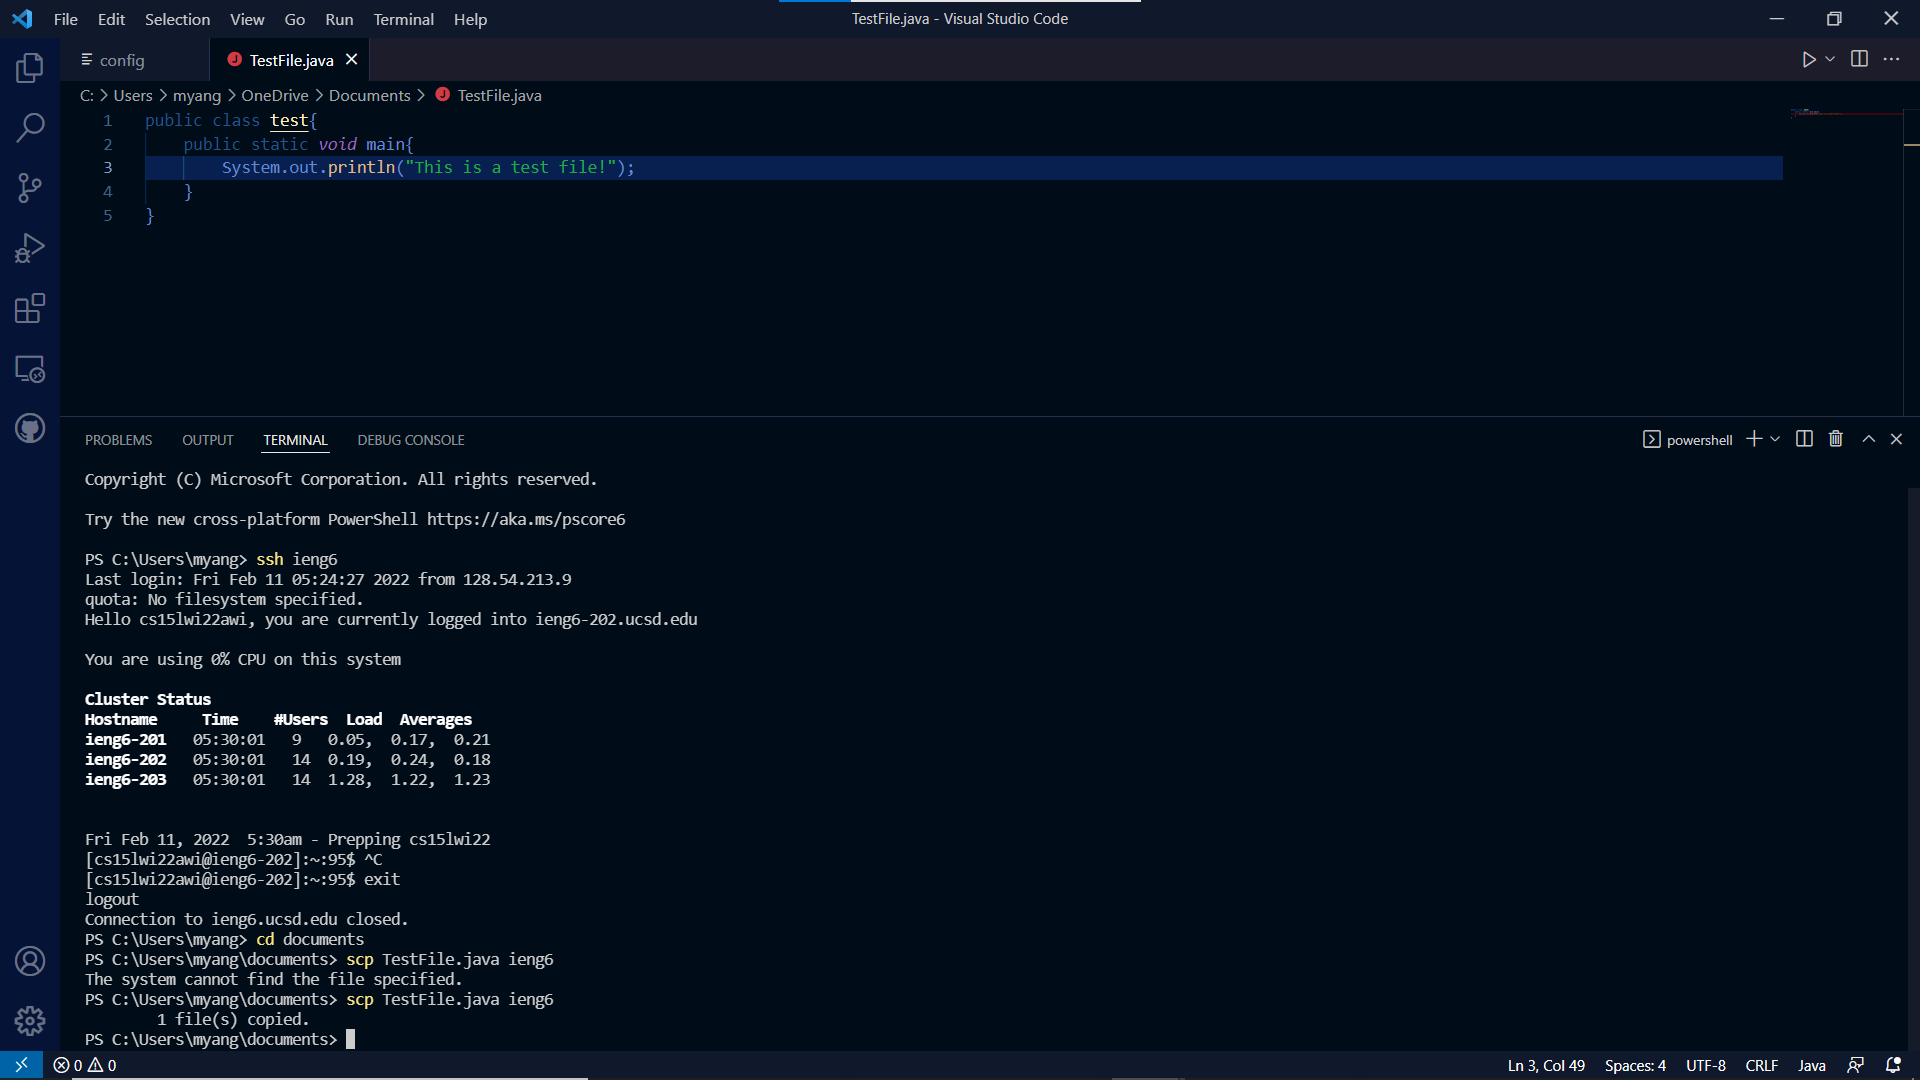 File Edit Selection View Go Run Terminal Help TestFile.java - Visual Studio Code
config TestFile.java
C: > Users > myang > OneDrive > Documents > TestFile.java
1 public class test{
2 public static void main{
3 System.out.println("This is a test file!");
4 }
5 }
PROBLEMS OUTPUT TERMINAL DEBUG CONSOLE powershell
Copyright (C) Microsoft Corporation. All rights reserved.
Try the new cross-platform PowerShell https://aka.ms/pscore6
PS C:\Users\myang> ssh ieng6
Last login: Fri Feb 11 05:24:27 2022 from 128.54.213.9
quota: No filesystem specified.
Hello cs15lwi22awi, you are currently logged into ieng6-202.ucsd.edu
You are using 0% CPU on this system
Cluster Status
Hostname Time #Users Load Averages
ieng6-201 05:30:01 9 0.05, 0.17, 0.21
ieng6-202 05:30:01 14 0.19, 0.24, 0.18
ieng6-203 05:30:01 14 1.28, 1.22, 1.23
Fri Feb 11, 2022 5:30am - Prepping cs15lwi22
[cs15lwi22awi@ieng6-202]:~:95$ ^C
[cs15lwi22awi@ieng6-202]:~:95$ exit
logout
Connection to ieng6.ucsd.edu closed.
PS C:\Users\myang> cd documents
PS C:\Users\myang\documents> scp TestFile.java ieng6
The system cannot find the file specified.
PS C:\Users\myang\documents> scp TestFile.java ieng6
1 file(s) copied.
PS C:\Users\myang\documents>
0 0 Ln 3, Col 49 Spaces: 4 UTF-8 CRLF Java